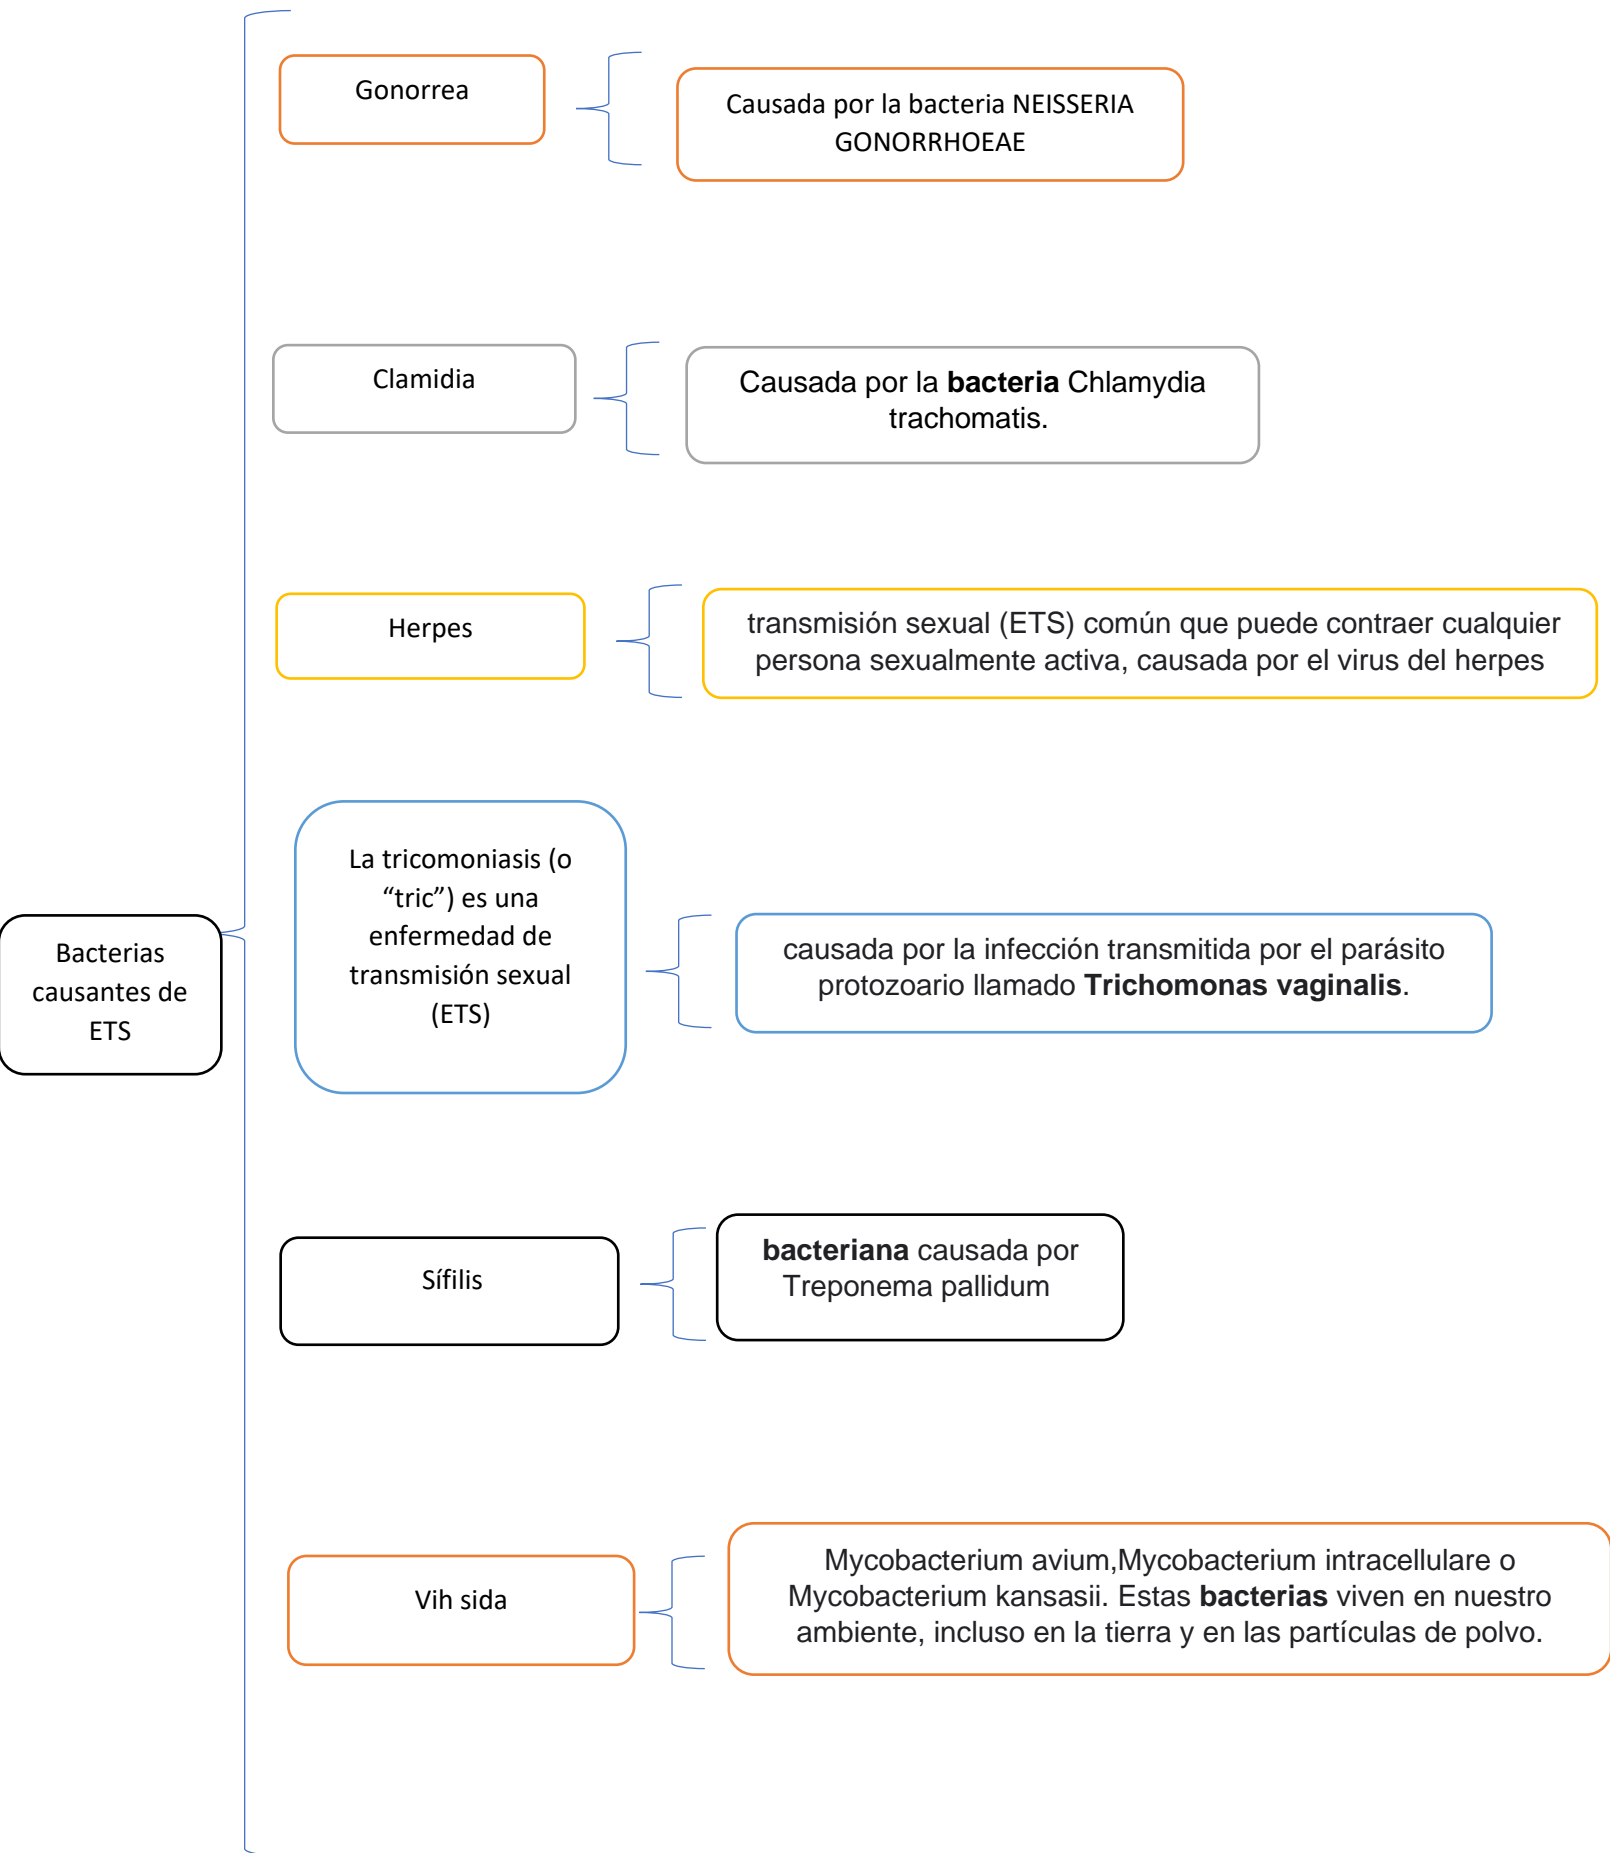 Gonorrea
Causada por la bacteria NEISSERIA
GONORRHOEAE
Clamidia
Causada por la bacteria Chlamydia
trachomatis.
Herpes
transmisión sexual (ETS) común que puede contraer cualquier
persona sexualmente activa, causada por el virus del herpes
La tricomoniasis (o
“tric”) es una
enfermedad de
transmisión sexual
(ETS)
causada por la infección transmitida por el parásito
protozoario llamado Trichomonas vaginalis.
Bacterias
causantes de
ETS
Sífilis
bacteriana causada por
Treponema pallidum
Vih sida
Mycobacterium avium,Mycobacterium intracellulare o
Mycobacterium kansasii. Estas bacterias viven en nuestro
ambiente, incluso en la tierra y en las partículas de polvo.